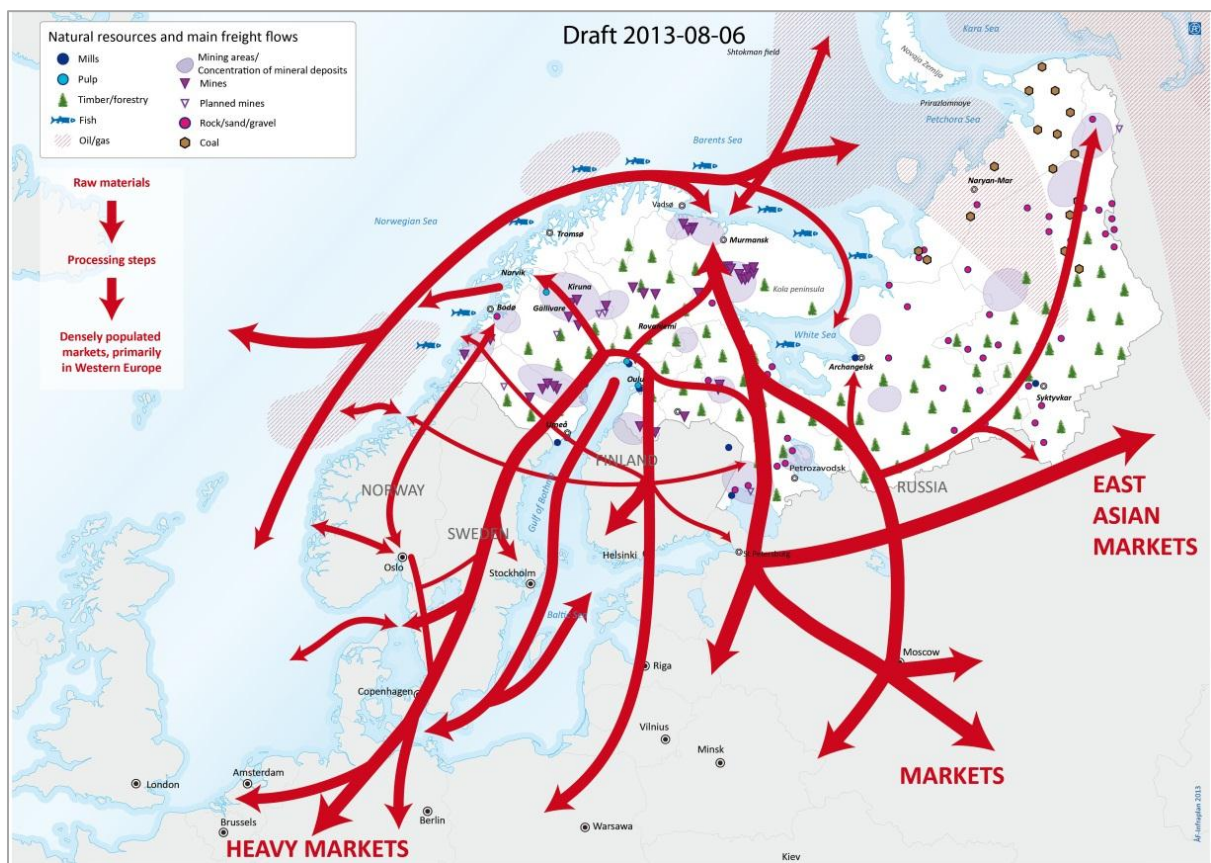 Draft 2013-08-06
Natural resources and main freight flows
Mills
Pulp
Timber/forestry
Fish
Oil/gas
Mining areas/
Concentration of mineral deposits
Mines
Planned mines
Rock/sand/gravel
Coal
Raw materials
Processing steps
Densely populated
markets, primarily
in Western Europe
Kara Sea
Shtokman field
Novaja Zemlja
Prirazlomnoye
Petchora Sea
Barents Sea
Naryan-Mar
Vadsø
Norwegian Sea
Tromsø
Murmansk
Narvik
Kiruna
Kola peninsula
Gällivare
Bodø
Rovaniemi
White Sea
Archangelsk
Oulu
Syktyvkar
Umeå
FINLAND
Petrozavodsk
NORWAY
RUSSIA
Gulf of Bothnia
EAST
ASIAN
MARKETS
SWEDEN
Helsinki
St Petersburg
Oslo
Stockholm
Baltic Sea
Riga
Moscow
Copenhagen
Vilnius
Minsk
MARKETS
London
Amsterdam
Berlin
Brussels
Warsawa
HEAVY MARKETS
Kiev
ÅF-Infraplan 2013